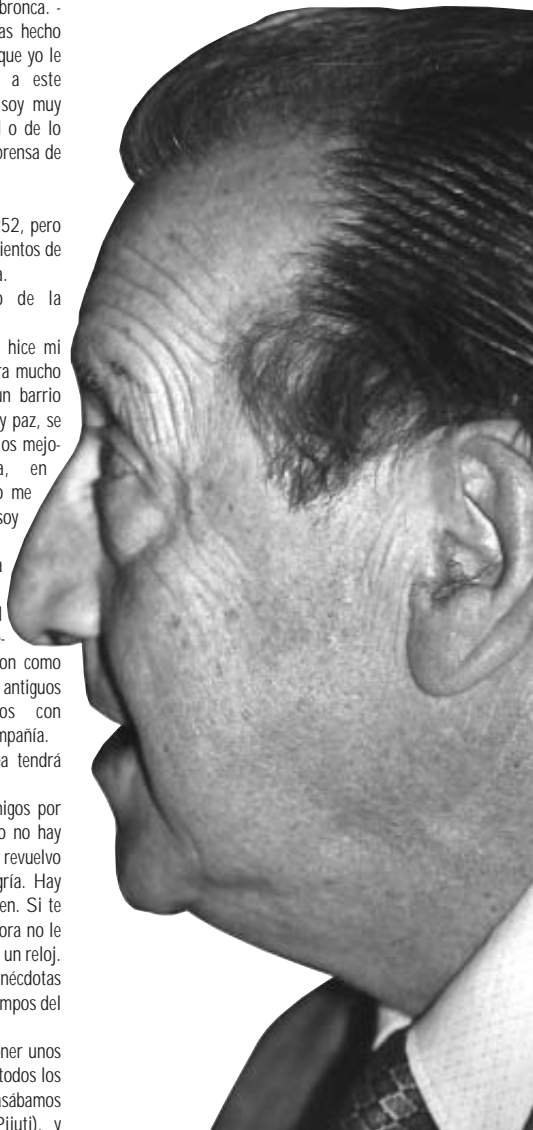 bronca. -
as hecho
que yo le
a este
soy muy
o de lo
prensa de
52, pero
ientos de
a.
o de la
hice mi
ra mucho
un barrio
y paz, se
os mejo-
a, en
o me
soy
-
on como
antiguos
os con
mpañía.
ea tendrá
nigos por
o no hay
revuelvo
gría. Hay
en. Si te
ora no le
un reloj.
nécdotas
mpos del
ner unos
todos los
asábamos
Pijuti), y